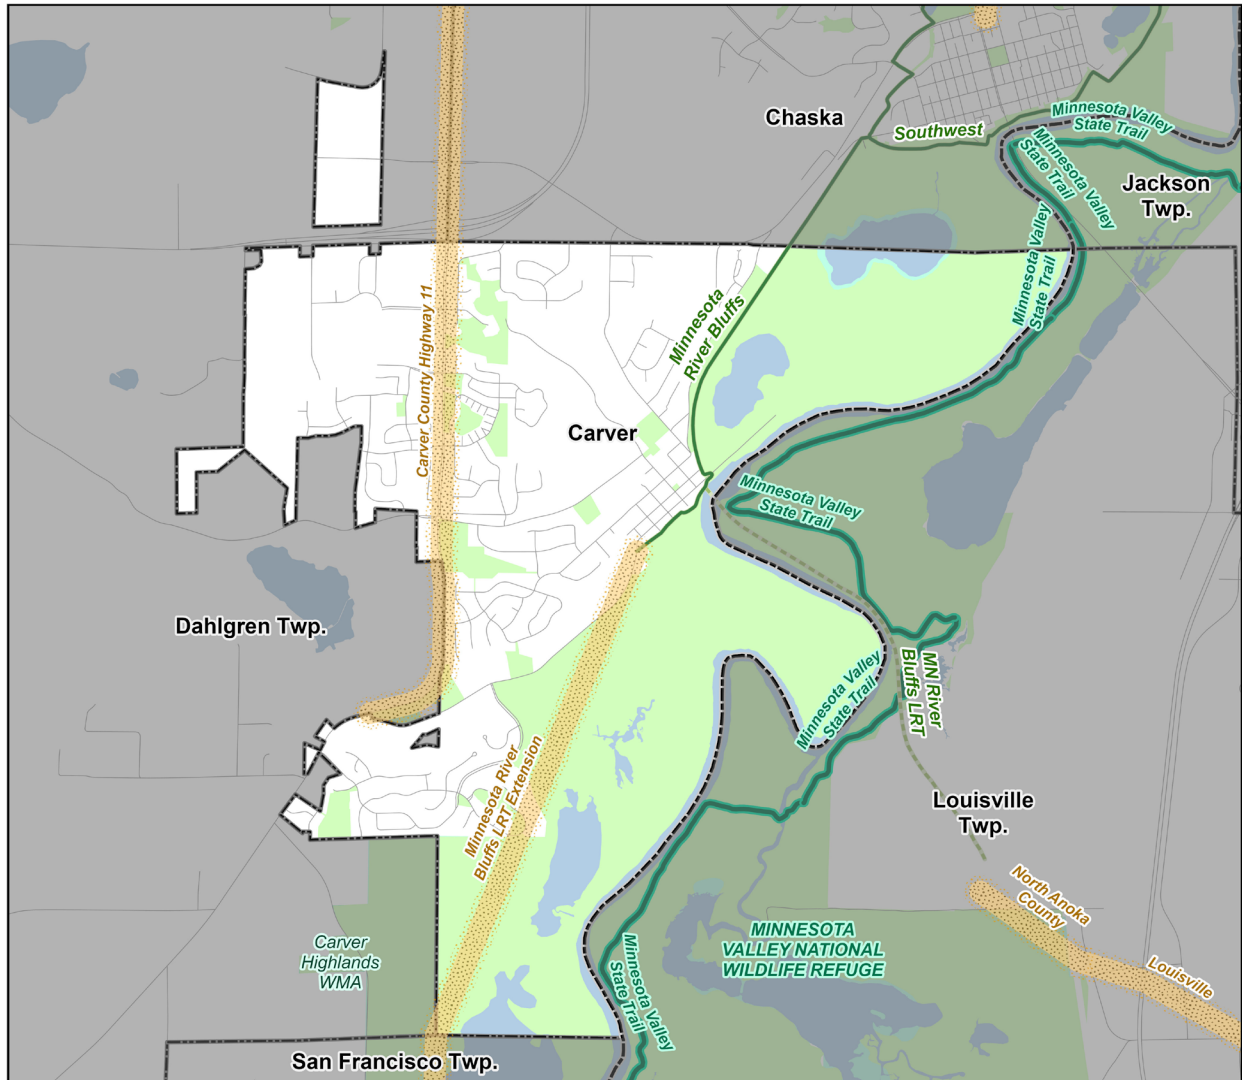 Chaska
Southwest
Minnesota Valley
State Trail
Minnesota Valley
State Trail
Jackson
Twp.
Minnesota Valley
State Trail
Minnesota
River Bluffs
Carver County Highway 11
Carver
Minnesota Valley
State Trail
Dahlgren Twp.
MN River
Bluffs LRT
Minnesota Valley
State Trail
Minnesota River
Bluffs LRT Extension
Louisville
Twp.
North Anoka
County
Louisville
Carver
Highlands
WMA
MINNESOTA
VALLEY NATIONAL
WILDLIFE REFUGE
Minnesota Valley
State Trail
San Francisco Twp.